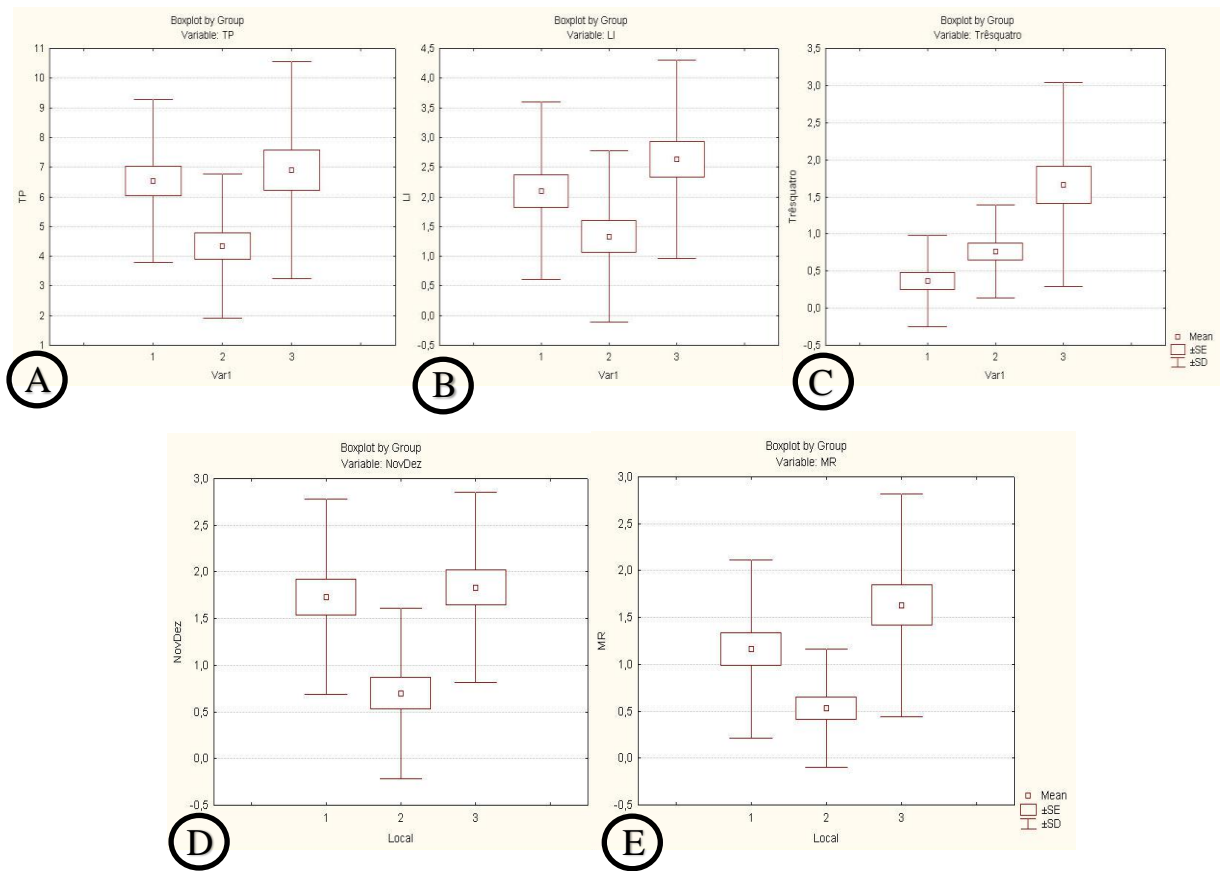 Boxplot by Group
Variable: TP
11
10
9
8
7
6
5
4
3
2
1
TP
1 2 3
Var1
A
Boxplot by Group
Variable: LI
4,5
4,0
3,5
3,0
2,5
2,0
1,5
1,0
0,5
0,0
-0,5
LI
1 2 3
Var1
B
Boxplot by Group
Variable: Trêsquatro
3,5
3,0
2,5
2,0
1,5
1,0
0,5
0,0
-0,5
Trêsquatro
1 2 3
Var1
C
Mean
±SE
±SD
Boxplot by Group
Variable: NovDez
3,0
2,5
2,0
1,5
1,0
0,5
0,0
-0,5
NovDez
1 2 3
Local
D
Boxplot by Group
Variable: MR
3,0
2,5
2,0
1,5
1,0
0,5
0,0
-0,5
MR
1 2 3
Local
E
Mean
±SE
±SD